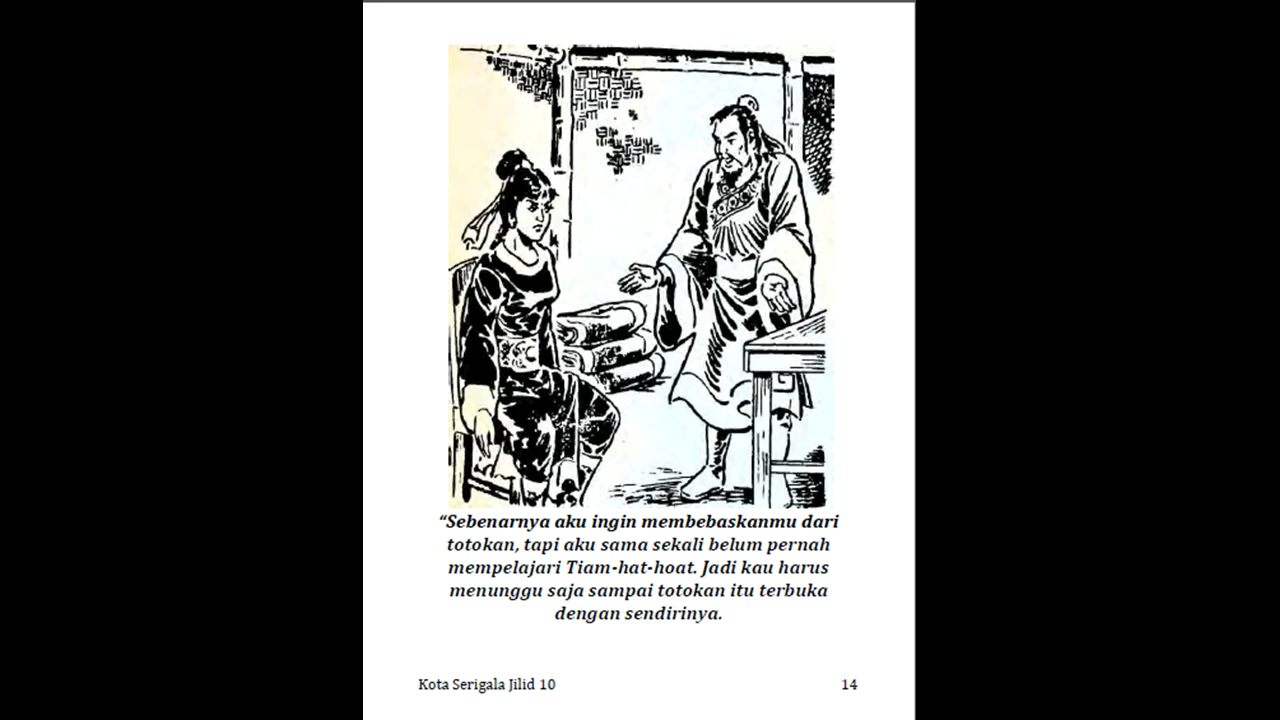 “Sebenarnya aku ingin membebaskanmu dari
totokan, tapi aku sama sekali belum pernah
mempelajari Tiam-hat-hoat. Jadi kau harus
menunggu saja sampai totokan itu terbuka
dengan sendirinya.
Kota Serigala Jilid 10
14